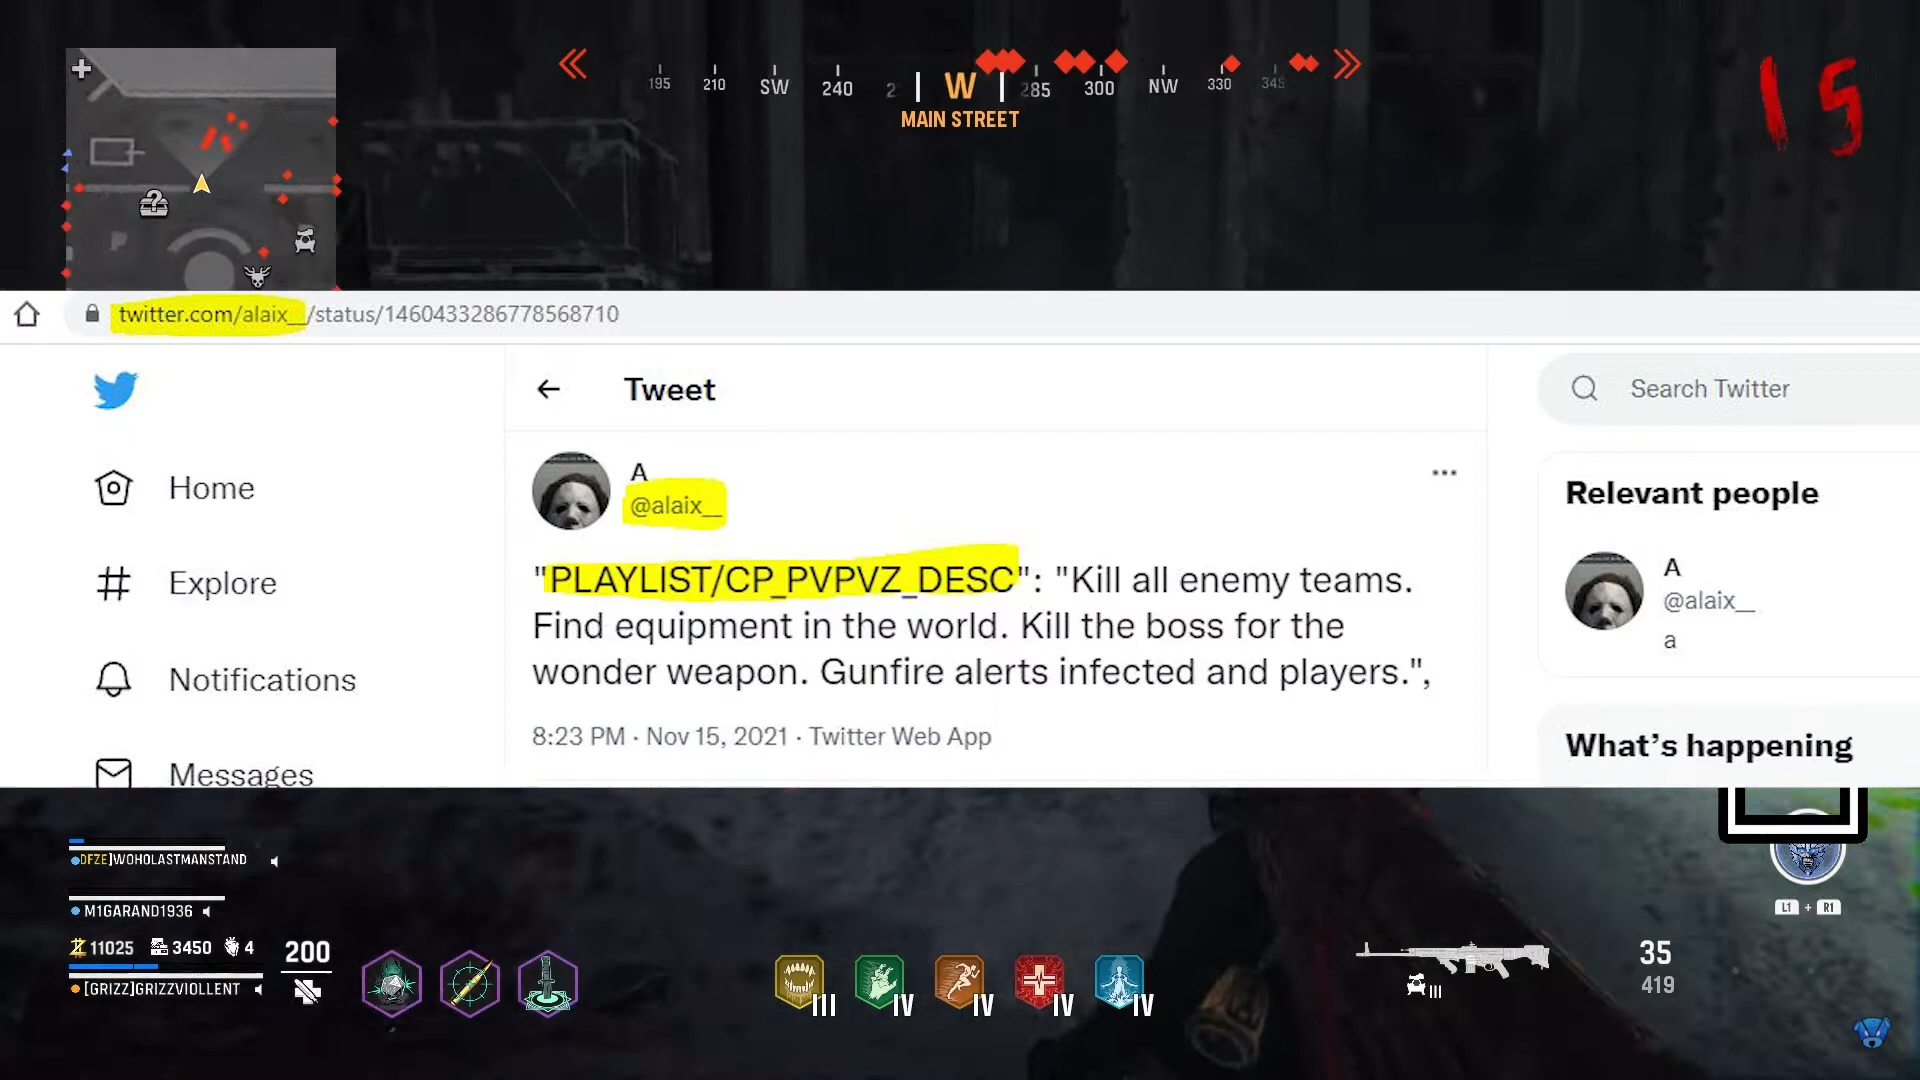 195 210 SW 240 2 W 285 300 NW 330 345
MAIN STREET
15
twitter.com/alaix__/status/1460433286778568710
Tweet
Search Twitter
Home
Explore
Notifications
Messages
A
@alaix__
"PLAYLIST/CP_PVPVZ_DESC": "Kill all enemy teams.
Find equipment in the world. Kill the boss for the
wonder weapon. Gunfire alerts infected and players.",
8:23 PM · Nov 15, 2021 · Twitter Web App
Relevant people
A
@alaix__
a
What's happening
DFZE]WOHOLASTMANSTAND
M1GARAND1936
11025 3450 4
[GRIZZ]GRIZZVIOLLENT
200
III IV IV IV IV
III
35
419
L1 + R1